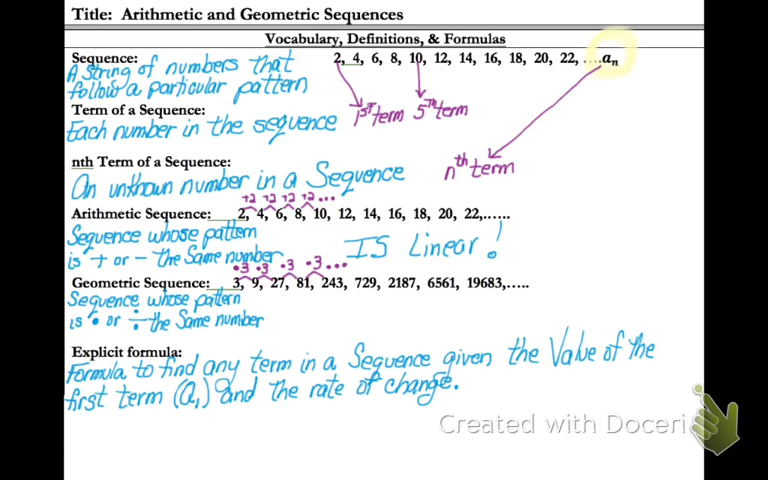 Title: Arithmetic and Geometric Sequences
Vocabulary, Definitions, & Formulas
Sequence: 2, 4, 6, 8, 10, 12, 14, 16, 18, 20, 22, ….aₙ
A String of numbers that
follow a particular pattern
Term of a Sequence: 1ST term 5Th term
Each number in the sequence
nth Term of a Sequence: nth term
An unknown number in a Sequence
+2 +2 +2 +2 ...
Arithmetic Sequence: 2, 4, 6, 8, 10, 12, 14, 16, 18, 20, 22,.....
Sequence whose pattern IS Linear!
is + or - the Same number
•3 •3 •3 •3 ...
Geometric Sequence: 3, 9, 27, 81, 243, 729, 2187, 6561, 19683,.....
Sequence whose pattern
is • or ÷ the Same number
Explicit formula:
Formula to find any term in a Sequence given the Value of the
first term (a₁) and the rate of change.
Created with Doceri